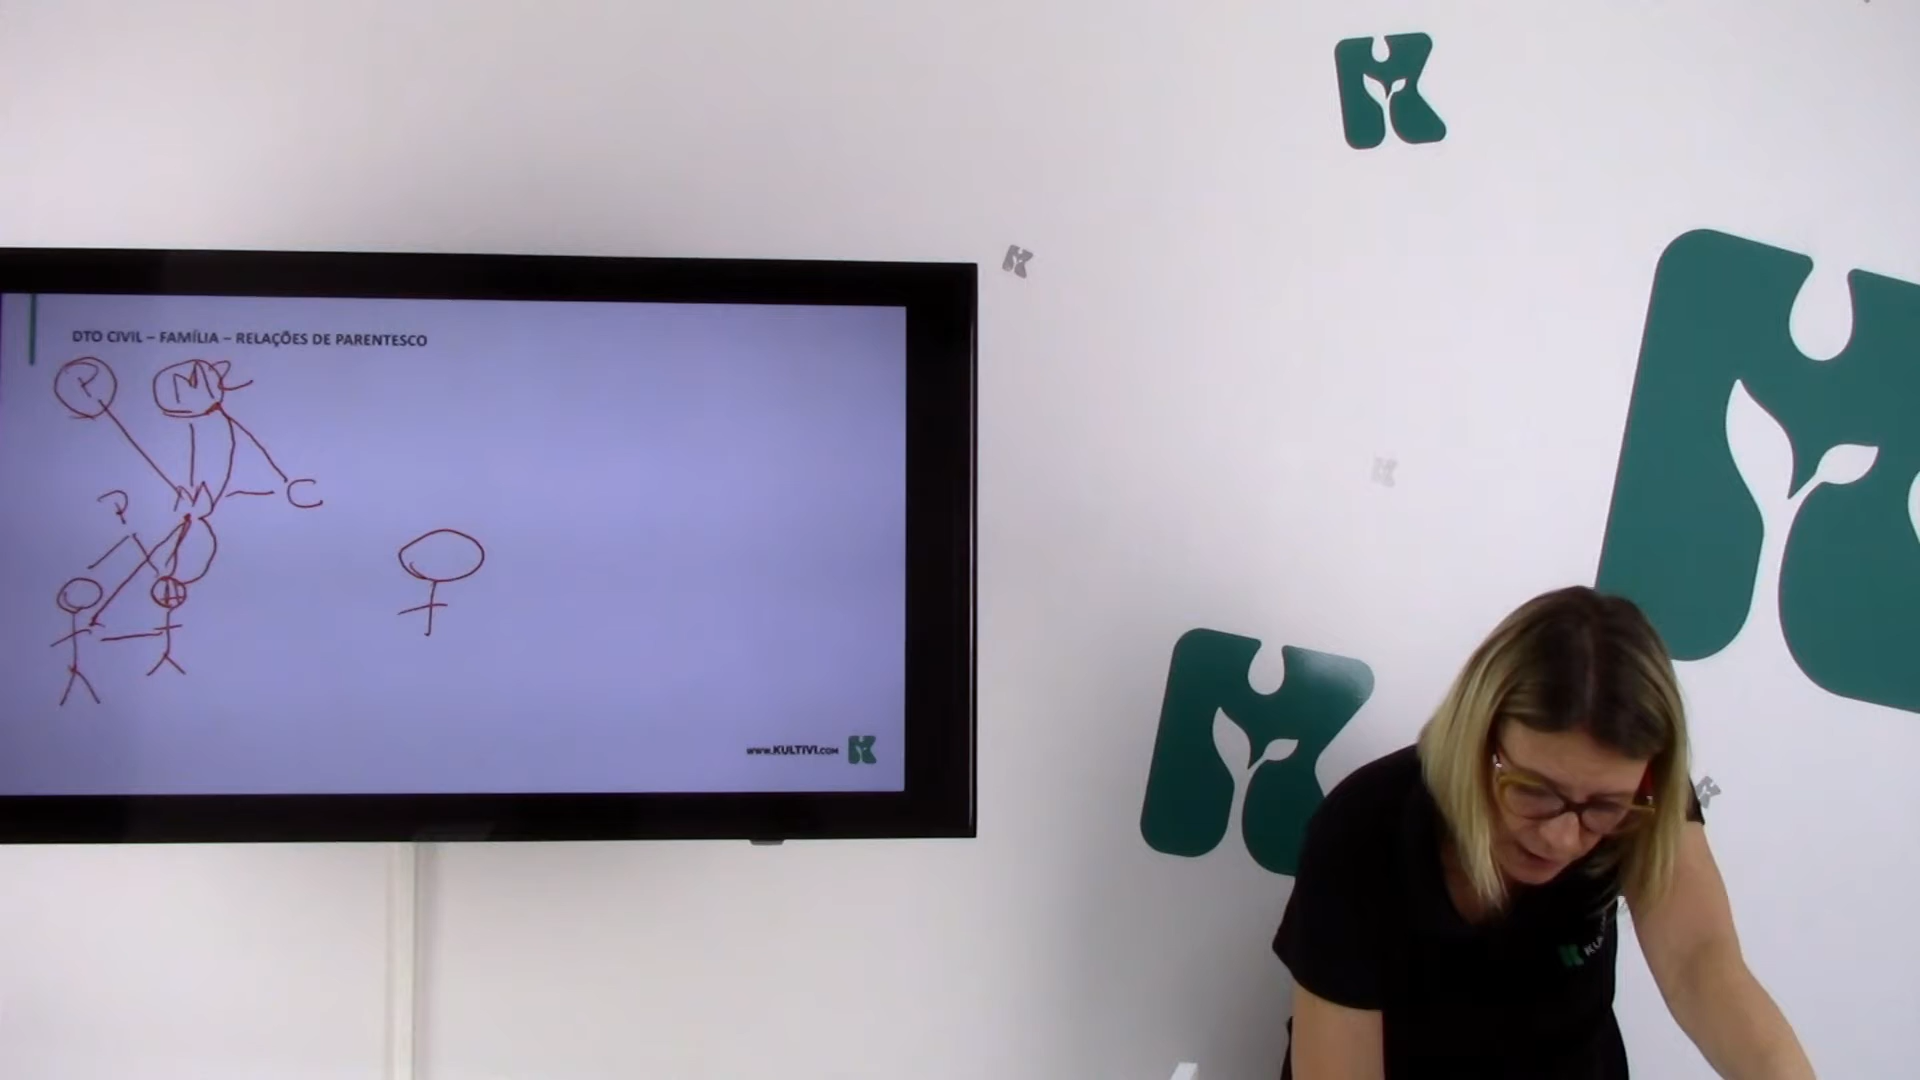 DTO CIVIL – FAMÍLIA – RELAÇÕES DE PARENTESCO
P
M
M
C
P
A
WWW.KULTIVI.COM